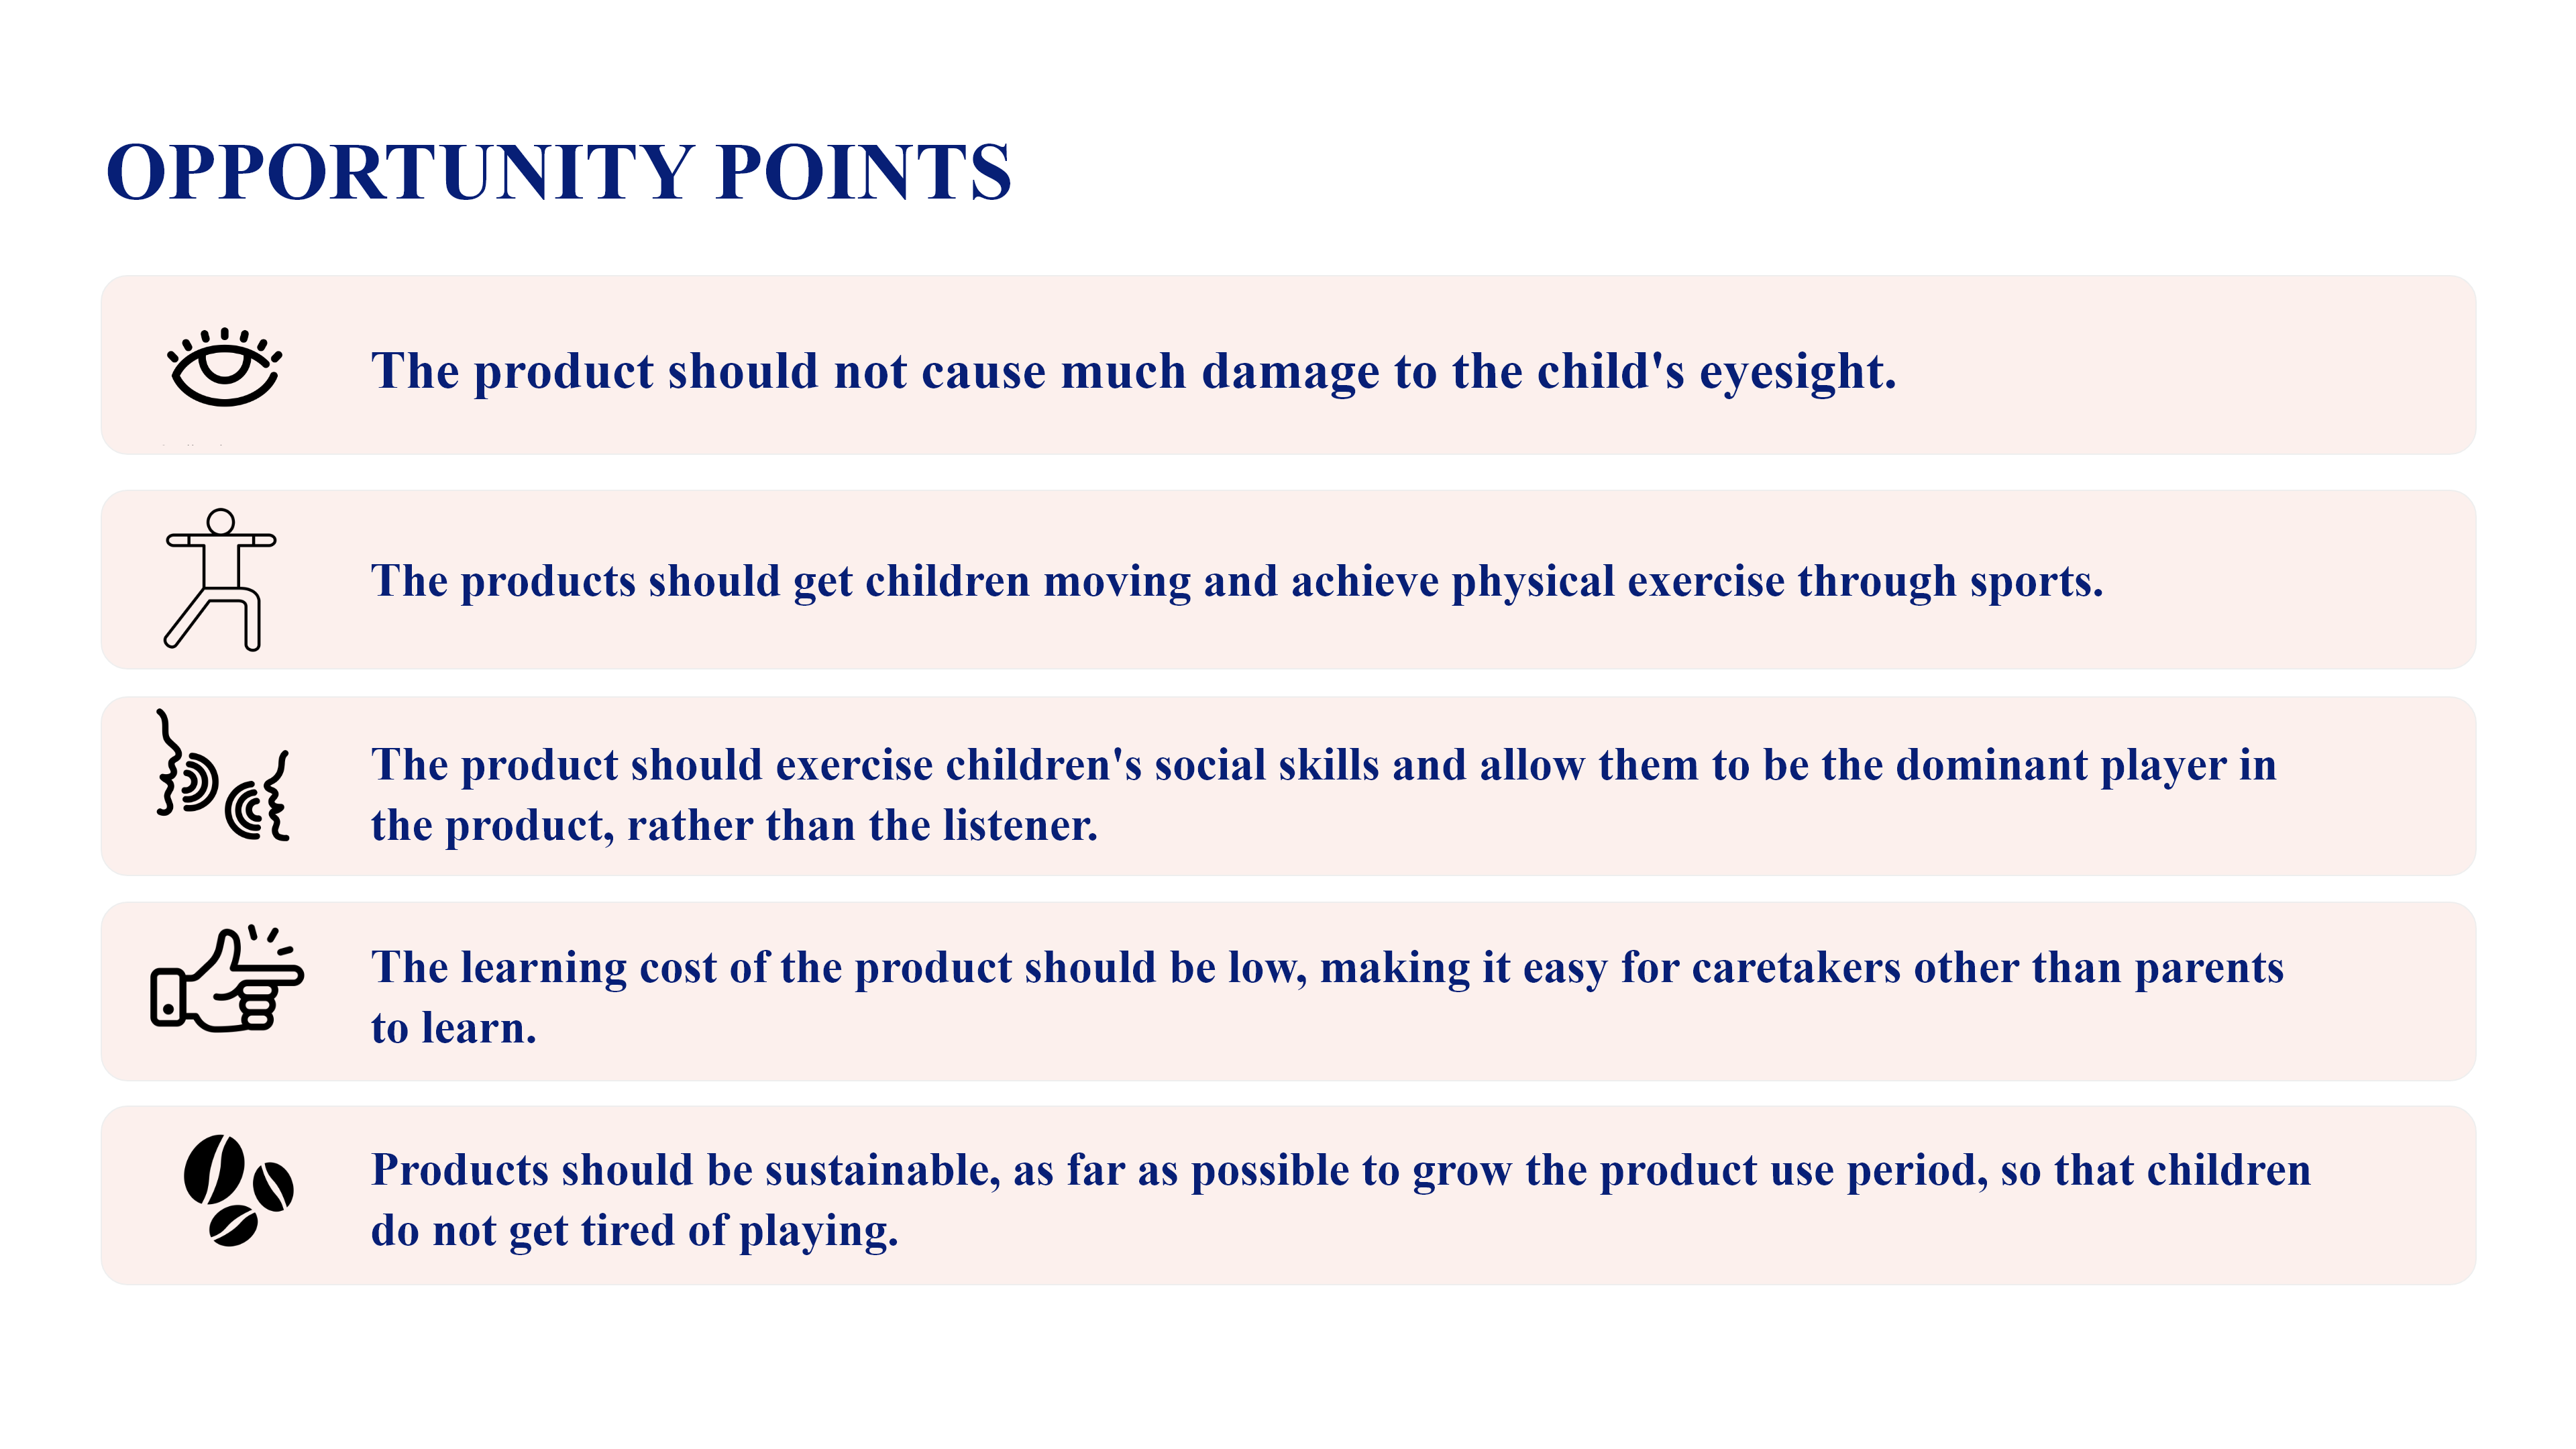 OPPORTUNITY POINTS
The product should not cause much damage to the child's eyesight.
The products should get children moving and achieve physical exercise through sports.
The product should exercise children's social skills and allow them to be the dominant player in
the product, rather than the listener.
The learning cost of the product should be low, making it easy for caretakers other than parents
to learn.
Products should be sustainable, as far as possible to grow the product use period, so that children
do not get tired of playing.